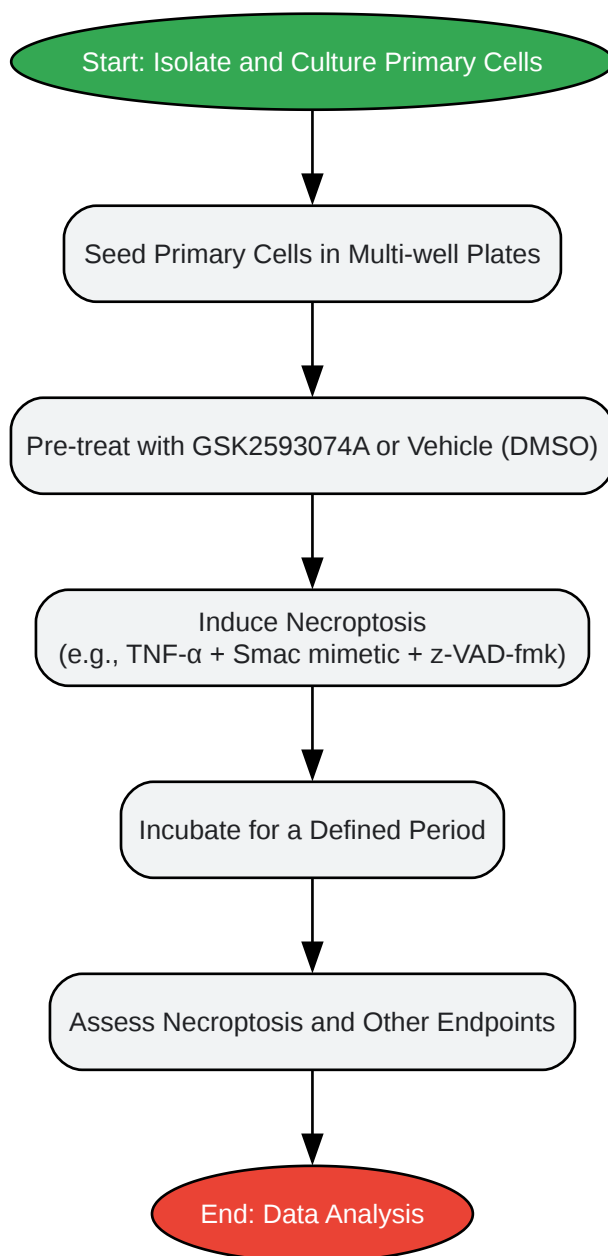 Start: Isolate and Culture Primary Cells
Seed Primary Cells in Multi-well Plates
Pre-treat with GSK2593074A or Vehicle (DMSO)
Induce Necroptosis
(e.g., TNF-α + Smac mimetic + z-VAD-fmk)
Incubate for a Defined Period
Assess Necroptosis and Other Endpoints
End: Data Analysis